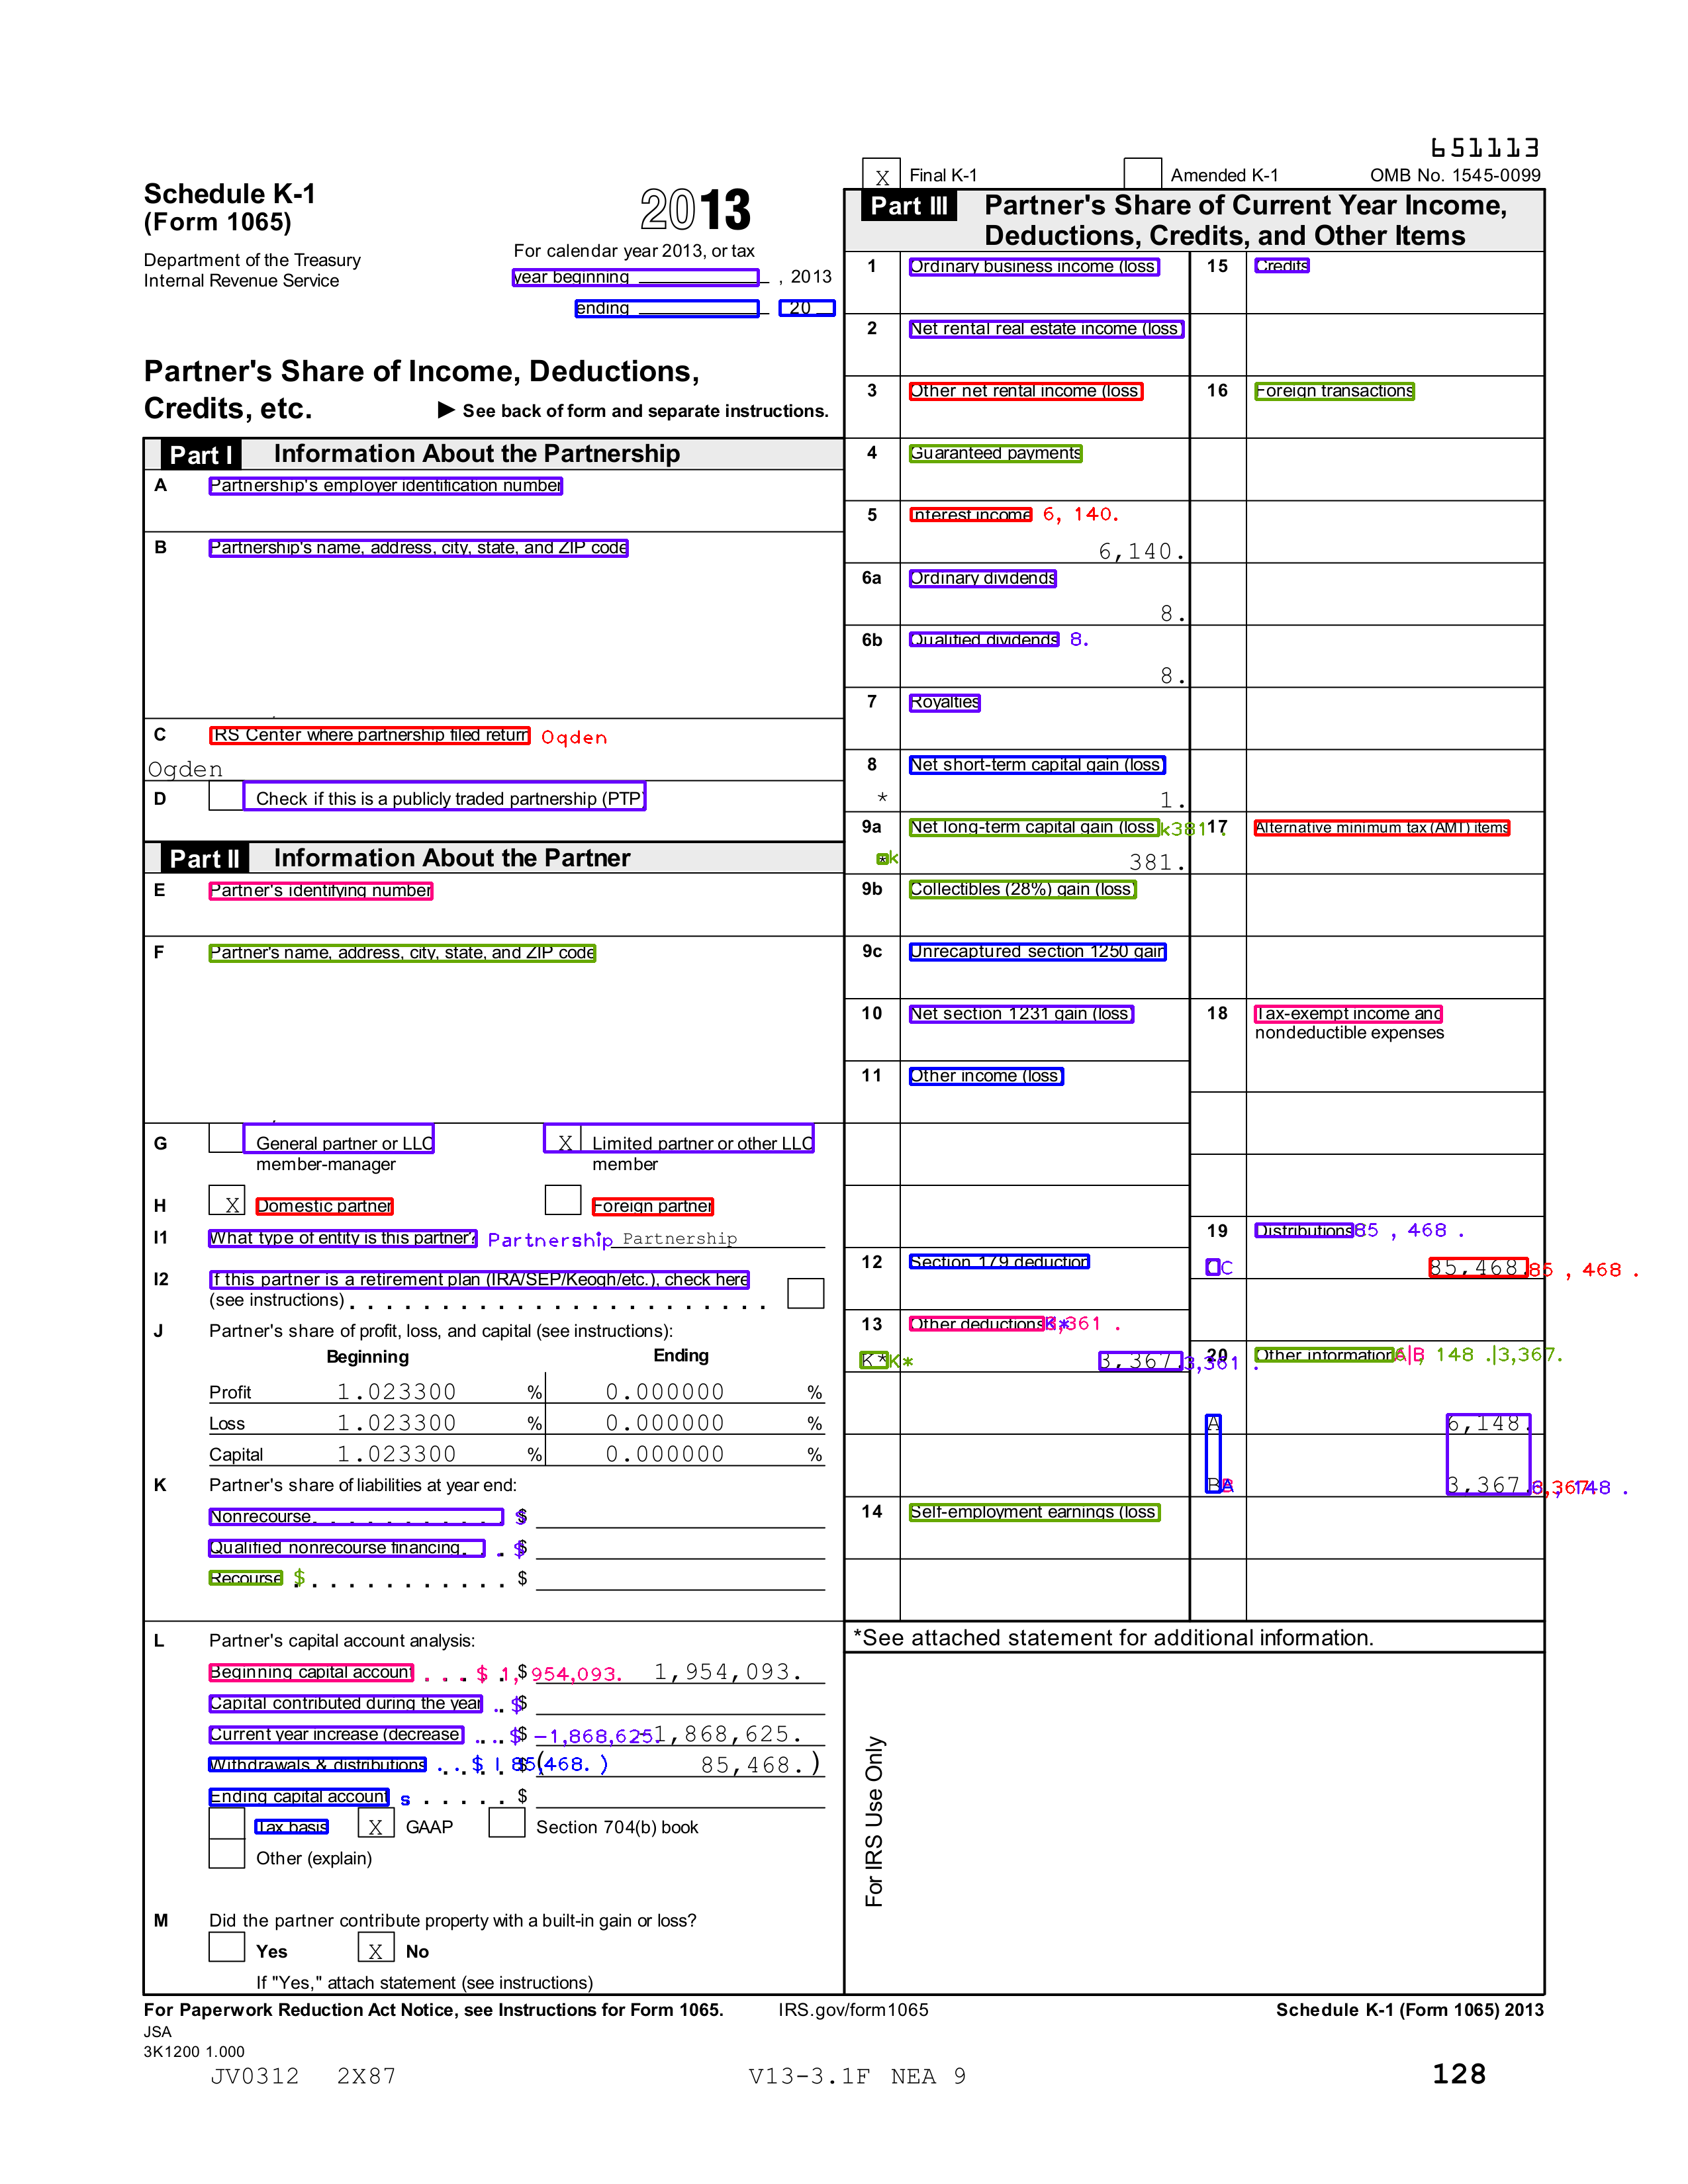 651113
X Final K-1 Amended K-1 OMB No. 1545-0099
Schedule K-1
(Form 1065)
2013
Department of the Treasury
Internal Revenue Service
For calendar year 2013, or tax
year beginning , 2013
ending 20
Partner's Share of Income, Deductions,
Credits, etc.
► See back of form and separate instructions.
Part I Information About the Partnership
A Partnership's employer identification number
B Partnership's name, address, city, state, and ZIP code
C IRS Center where partnership filed return Ogden
Ogden
D Check if this is a publicly traded partnership (PTP)
Part II Information About the Partner
E Partner's identifying number
F Partner's name, address, city, state, and ZIP code
G General partner or LLC X Limited partner or other LLC
member-manager member
H X Domestic partner Foreign partner
I1 What type of entity is this partner? Partnership Partnership
I2 If this partner is a retirement plan (IRA/SEP/Keogh/etc.), check here
(see instructions) . . . . . . . . . . . . . . . . . . . . . . .
J Partner's share of profit, loss, and capital (see instructions):
Beginning Ending
Profit 1.023300 % 0.000000 %
Loss 1.023300 % 0.000000 %
Capital 1.023300 % 0.000000 %
K Partner's share of liabilities at year end:
Nonrecourse . . . . . . . . . . $ $
Qualified nonrecourse financing . . . $ $
Recourse $ . . . . . . . . . . . $
L Partner's capital account analysis:
Beginning capital account . . . $ 1,954,093. $ 1,954,093.
Capital contributed during the year . . $ $
Current year increase (decrease) . . . $ -1,868,625. $ -1,868,625.
Withdrawals & distributions . . $ ( 85,468. ) $ ( 85,468.)
Ending capital account s . . . . . $
Tax basis X GAAP Section 704(b) book
Other (explain)
M Did the partner contribute property with a built-in gain or loss?
Yes X No
If "Yes," attach statement (see instructions)
Part III Partner's Share of Current Year Income,
Deductions, Credits, and Other Items
1 Ordinary business income (loss)
2 Net rental real estate income (loss)
3 Other net rental income (loss)
4 Guaranteed payments
5 Interest income 6, 140.
6,140.
6a Ordinary dividends
8.
6b Qualified dividends 8.
8.
7 Royalties
8 Net short-term capital gain (loss)
* 1.
9a Net long-term capital gain (loss) k381 .
*k 381.
9b Collectibles (28%) gain (loss)
9c Unrecaptured section 1250 gain
10 Net section 1231 gain (loss)
11 Other income (loss)
12 Section 179 deduction
13 Other deductions K* 3,361 .
K* K* 3,367. 3,361 .
14 Self-employment earnings (loss)
15 Credits
16 Foreign transactions
17 Alternative minimum tax (AMT) items
18 Tax-exempt income and
nondeductible expenses
19 Distributions 85 , 468 .
C C 85,468. 85 , 468 .
20 Other information A|B 6, 148 .|3,367.
A 6,148.
B B A 3,367. 3,367. 6, 148 .
*See attached statement for additional information.
For IRS Use Only
For Paperwork Reduction Act Notice, see Instructions for Form 1065. IRS.gov/form1065 Schedule K-1 (Form 1065) 2013
JSA
3K1200 1.000
JV0312 2X87 V13-3.1F NEA 9 128